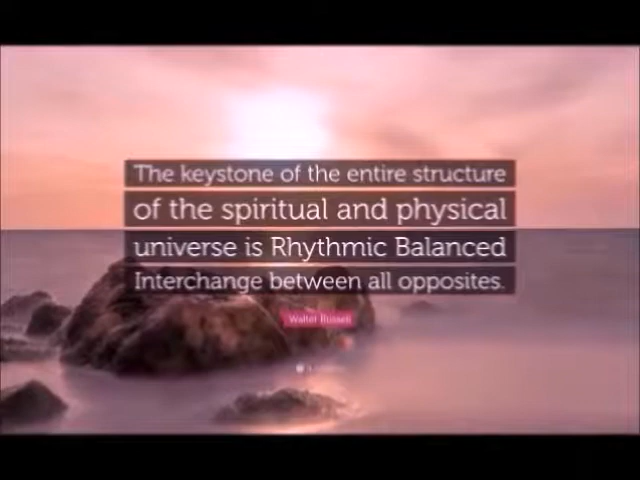 The keystone of the entire structure
of the spiritual and physical
universe is Rhythmic Balanced
Interchange between all opposites.
Walter Russell